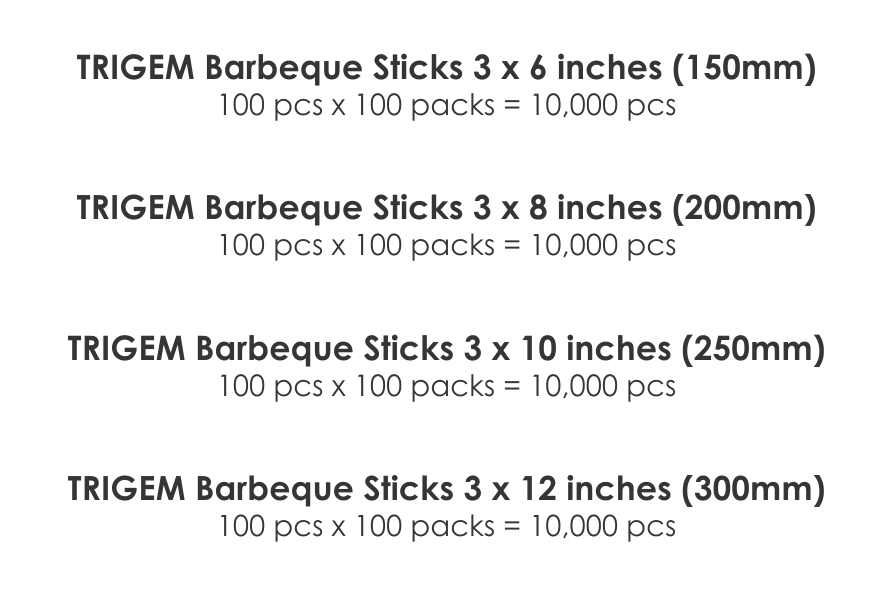 TRIGEM Barbeque Sticks 3 x 6 inches (150mm)
100 pcs x 100 packs = 10,000 pcs
TRIGEM Barbeque Sticks 3 x 8 inches (200mm)
100 pcs x 100 packs = 10,000 pcs
TRIGEM Barbeque Sticks 3 x 10 inches (250mm)
100 pcs x 100 packs = 10,000 pcs
TRIGEM Barbeque Sticks 3 x 12 inches (300mm)
100 pcs x 100 packs = 10,000 pcs